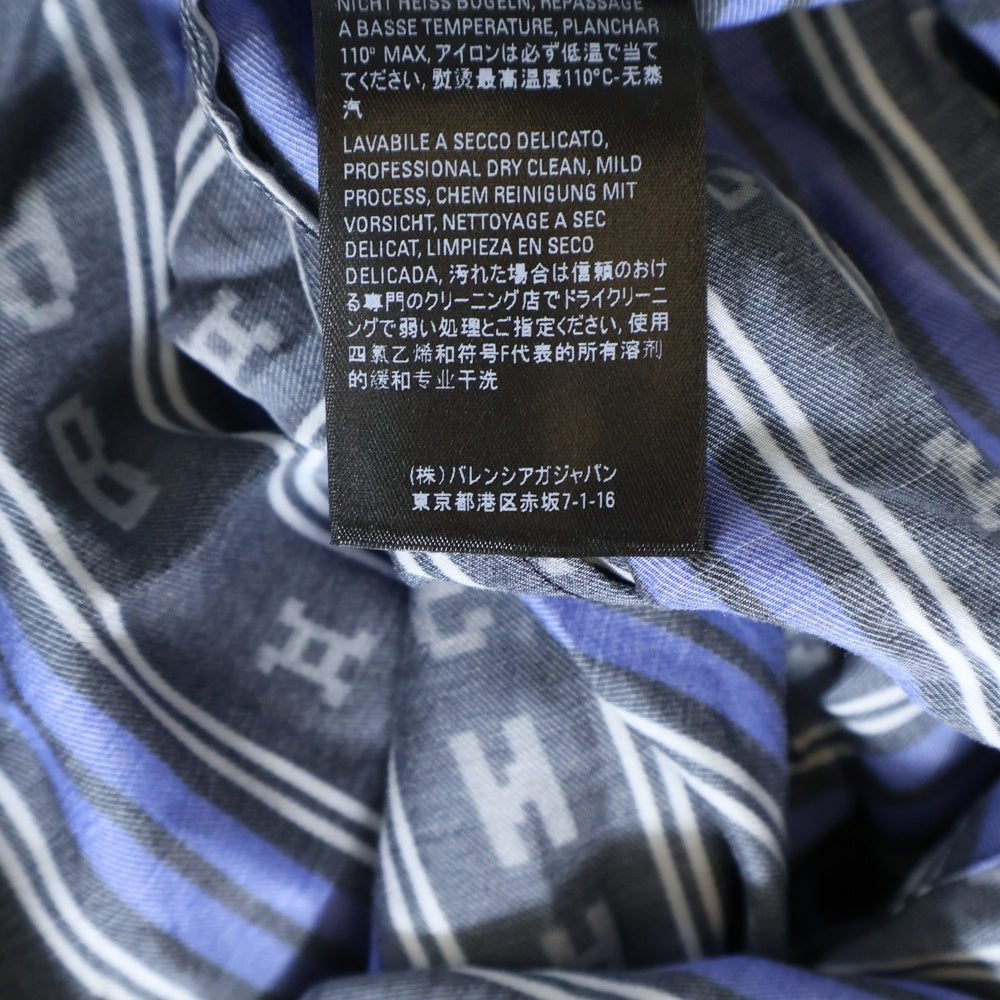 NICHT HEISS BÜGELN, REPASSAGE
A BASSE TEMPERATURE, PLANCHAR
110° MAX, アイロンは必ず低温で当て
てください, 熨烫最高温度110°C-无蒸
汽
LAVABILE A SECCO DELICATO,
PROFESSIONAL DRY CLEAN, MILD
PROCESS, CHEM REINIGUNG MIT
VORSICHT, NETTOYAGE A SEC
DELICAT, LIMPIEZA EN SECO
DELICADA, 汚れた場合は信頼のおけ
る専門のクリーニング店でドライクリーニ
ングで弱い処理とご指定ください, 使用
四氯乙烯和符号F代表的所有溶剂
的缓和专业干洗
(株)バレンシアガジャパン
東京都港区赤坂7-1-16